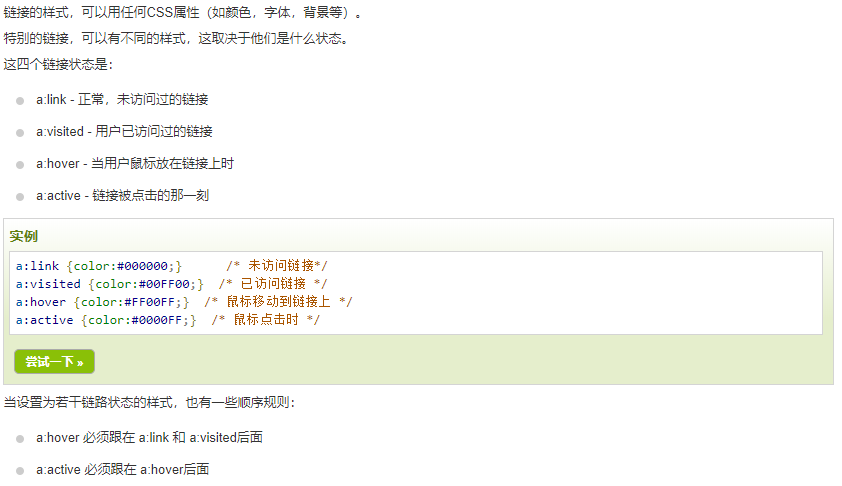 链接的样式，可以用任何CSS属性（如颜色，字体，背景等）。
特别的链接，可以有不同的样式，这取决于他们是什么状态。
这四个链接状态是：
a:link - 正常，未访问过的链接
a:visited - 用户已访问过的链接
a:hover - 当用户鼠标放在链接上时
a:active - 链接被点击的那一刻
实例
a:link {color:#000000;}      /* 未访问链接*/
a:visited {color:#00FF00;}  /* 已访问链接 */
a:hover {color:#FF00FF;}  /* 鼠标移动到链接上 */
a:active {color:#0000FF;}  /* 鼠标点击时 */
尝试一下 »
当设置为若干链路状态的样式，也有一些顺序规则：
a:hover 必须跟在 a:link 和 a:visited后面
a:active 必须跟在 a:hover后面